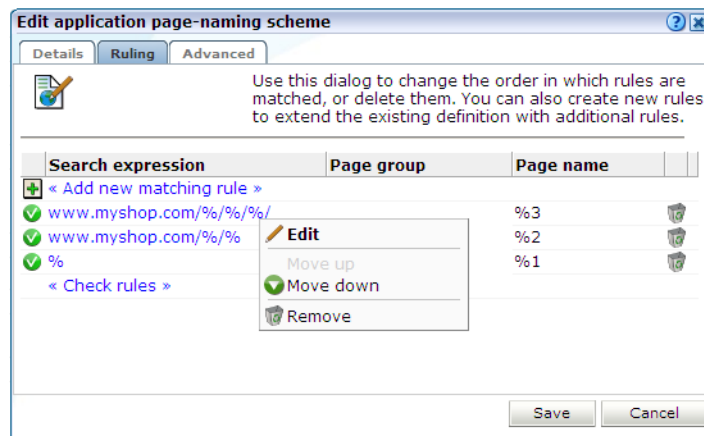 Edit application page-naming scheme ?
Details Ruling Advanced
Use this dialog to change the order in which rules are
matched, or delete them. You can also create new rules
to extend the existing definition with additional rules.
Search expression Page group Page name
« Add new matching rule »
www.myshop.com/%/%/%/ %3
www.myshop.com/%/% %2
% %1
« Check rules »
Edit
Move up
Move down
Remove
Save Cancel